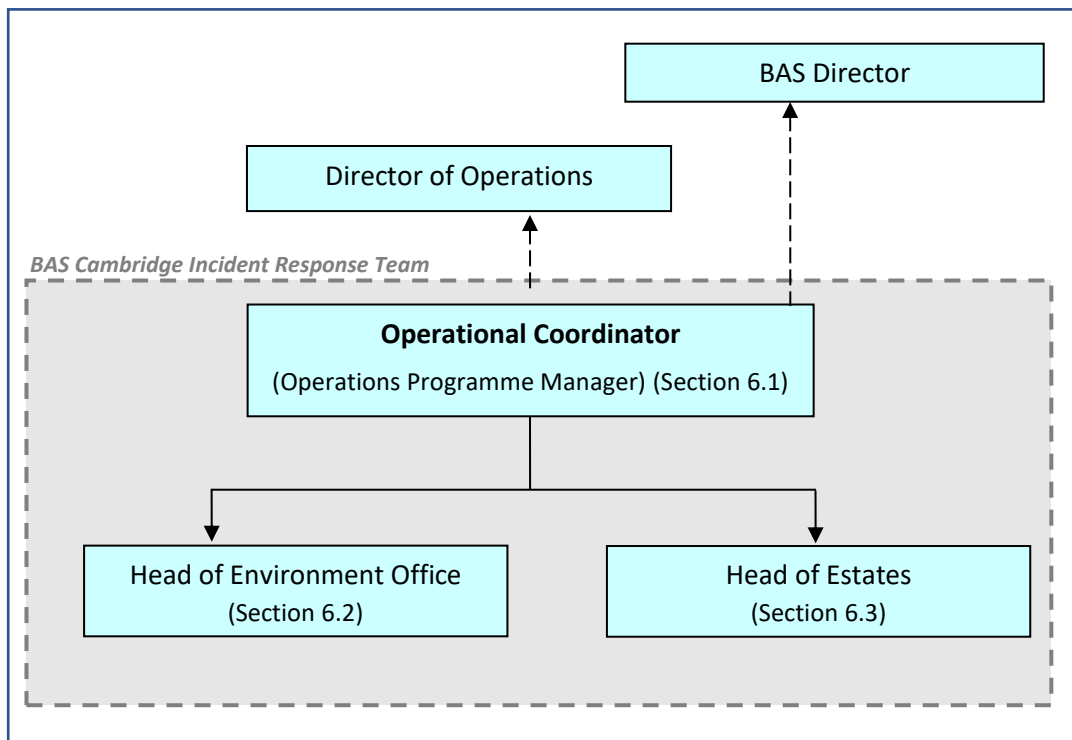 BAS Director
Director of Operations
BAS Cambridge Incident Response Team
Operational Coordinator
(Operations Programme Manager) (Section 6.1)
Head of Environment Office
(Section 6.2)
Head of Estates
(Section 6.3)